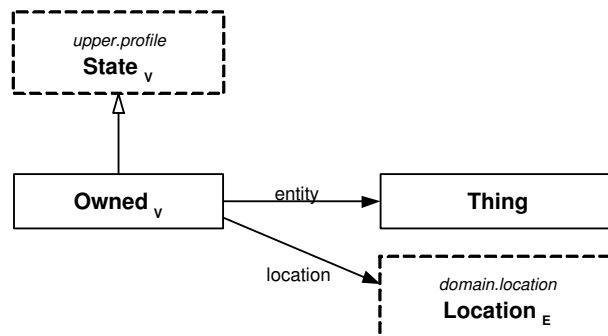 upper.profile
State V
Owned V
entity
Thing
location
domain.location
Location E